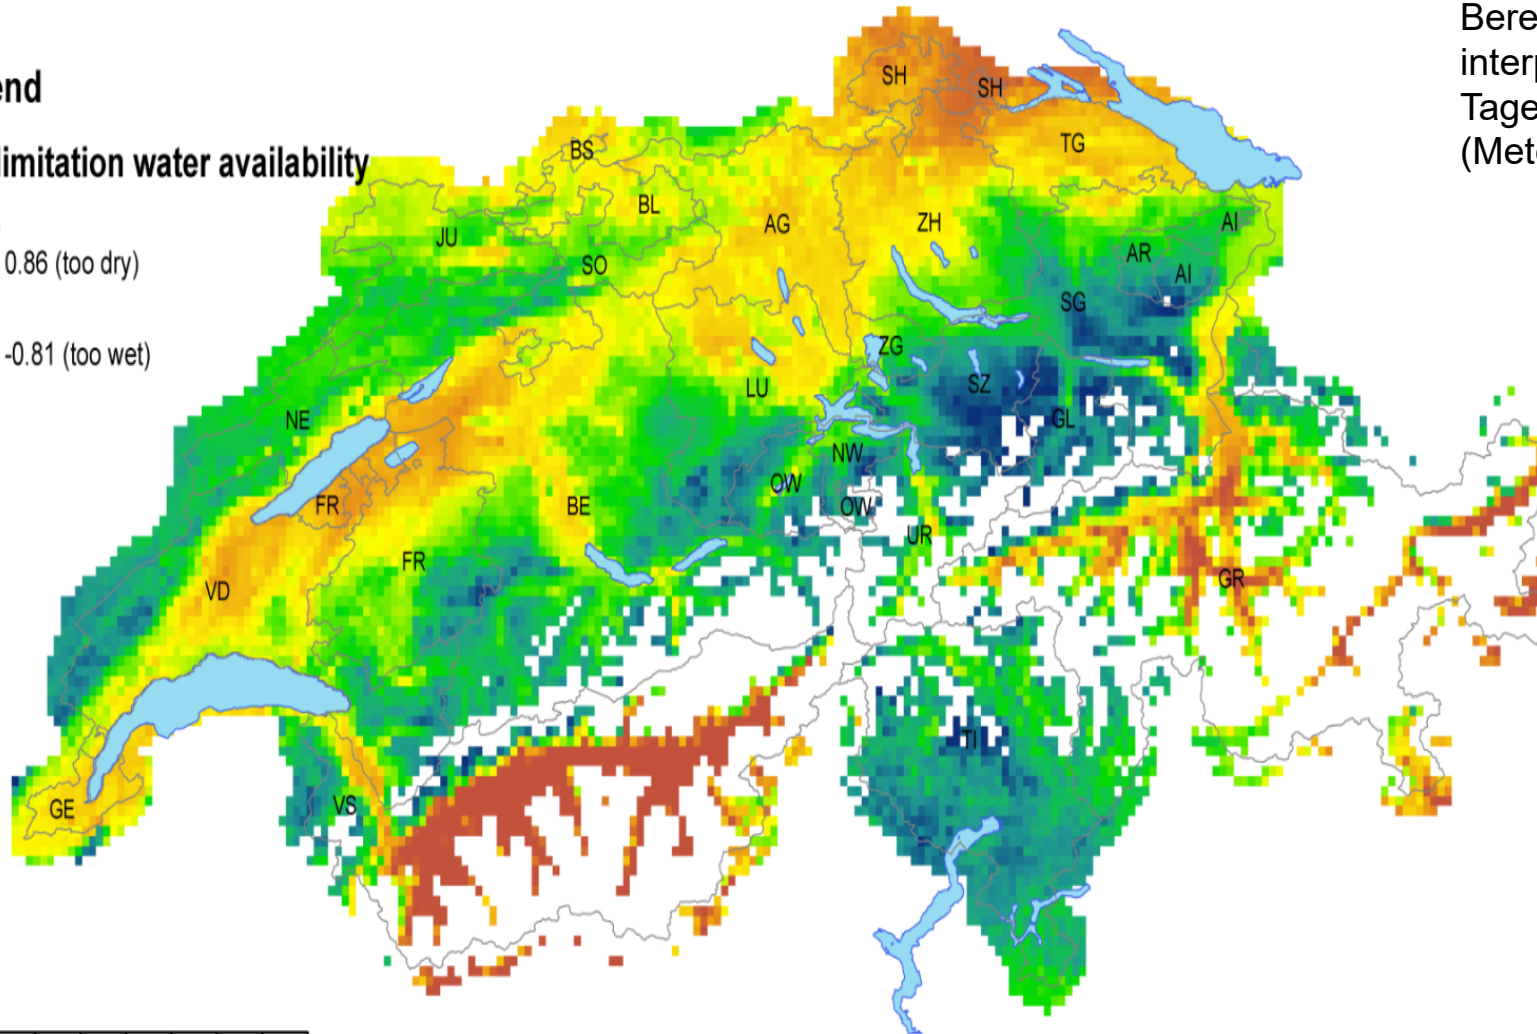 end
limitation water availability
0.86 (too dry)
-0.81 (too wet)
Bere
interp
Tage
(Mete
SH
SH
TG
BS
BL
AG
ZH
AI
JU
SO
AR
AI
SG
ZG
LU
SZ
GL
NE
NW
OW
OW
FR
BE
UR
FR
VD
GR
TI
VS
GE